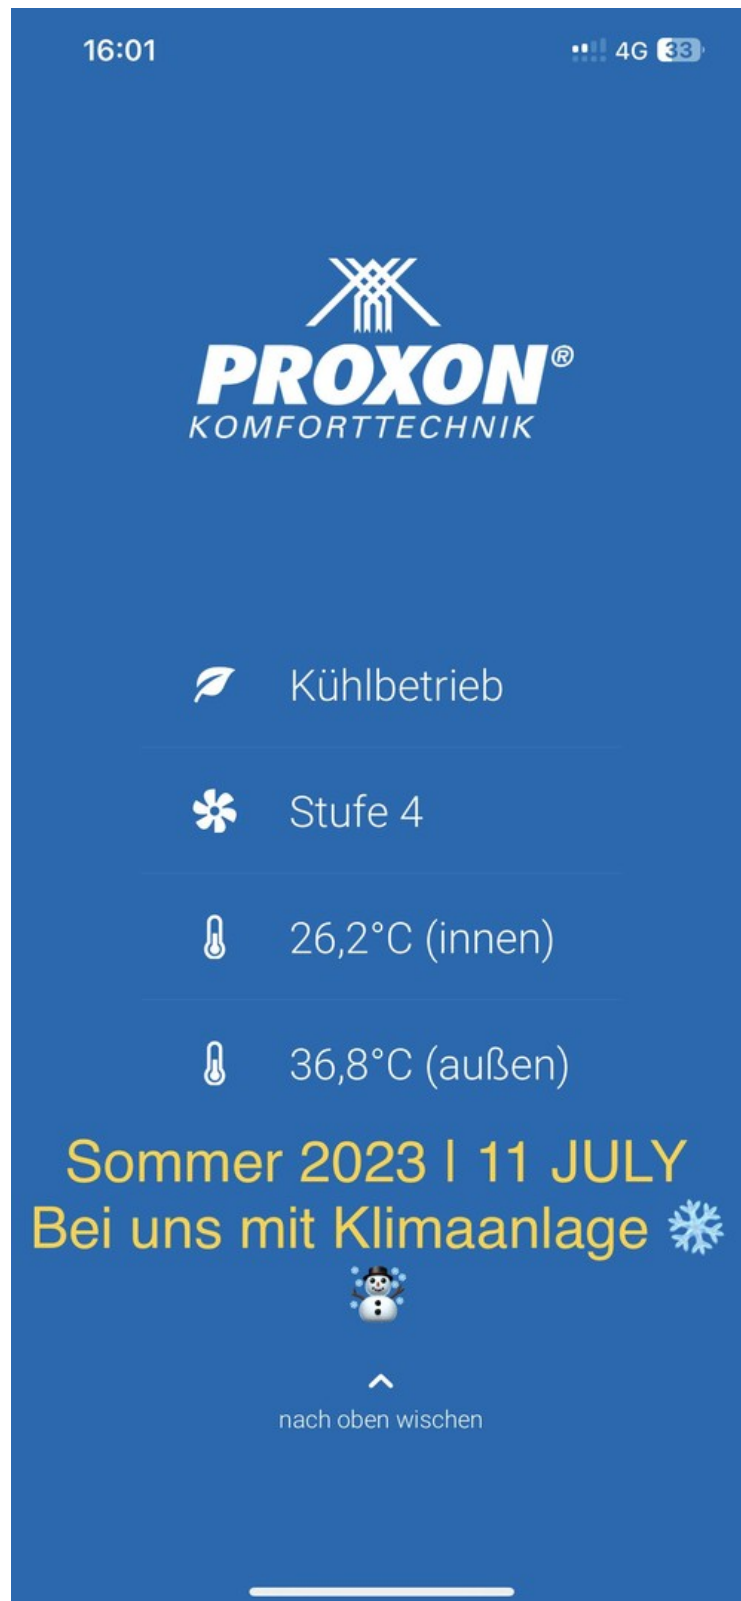 16:01 4G 33
PROXON®
KOMFORTTECHNIK
Kühlbetrieb
Stufe 4
26,2°C (innen)
36,8°C (außen)
Sommer 2023 | 11 JULY
Bei uns mit Klimaanlage ❄️
☃️
nach oben wischen